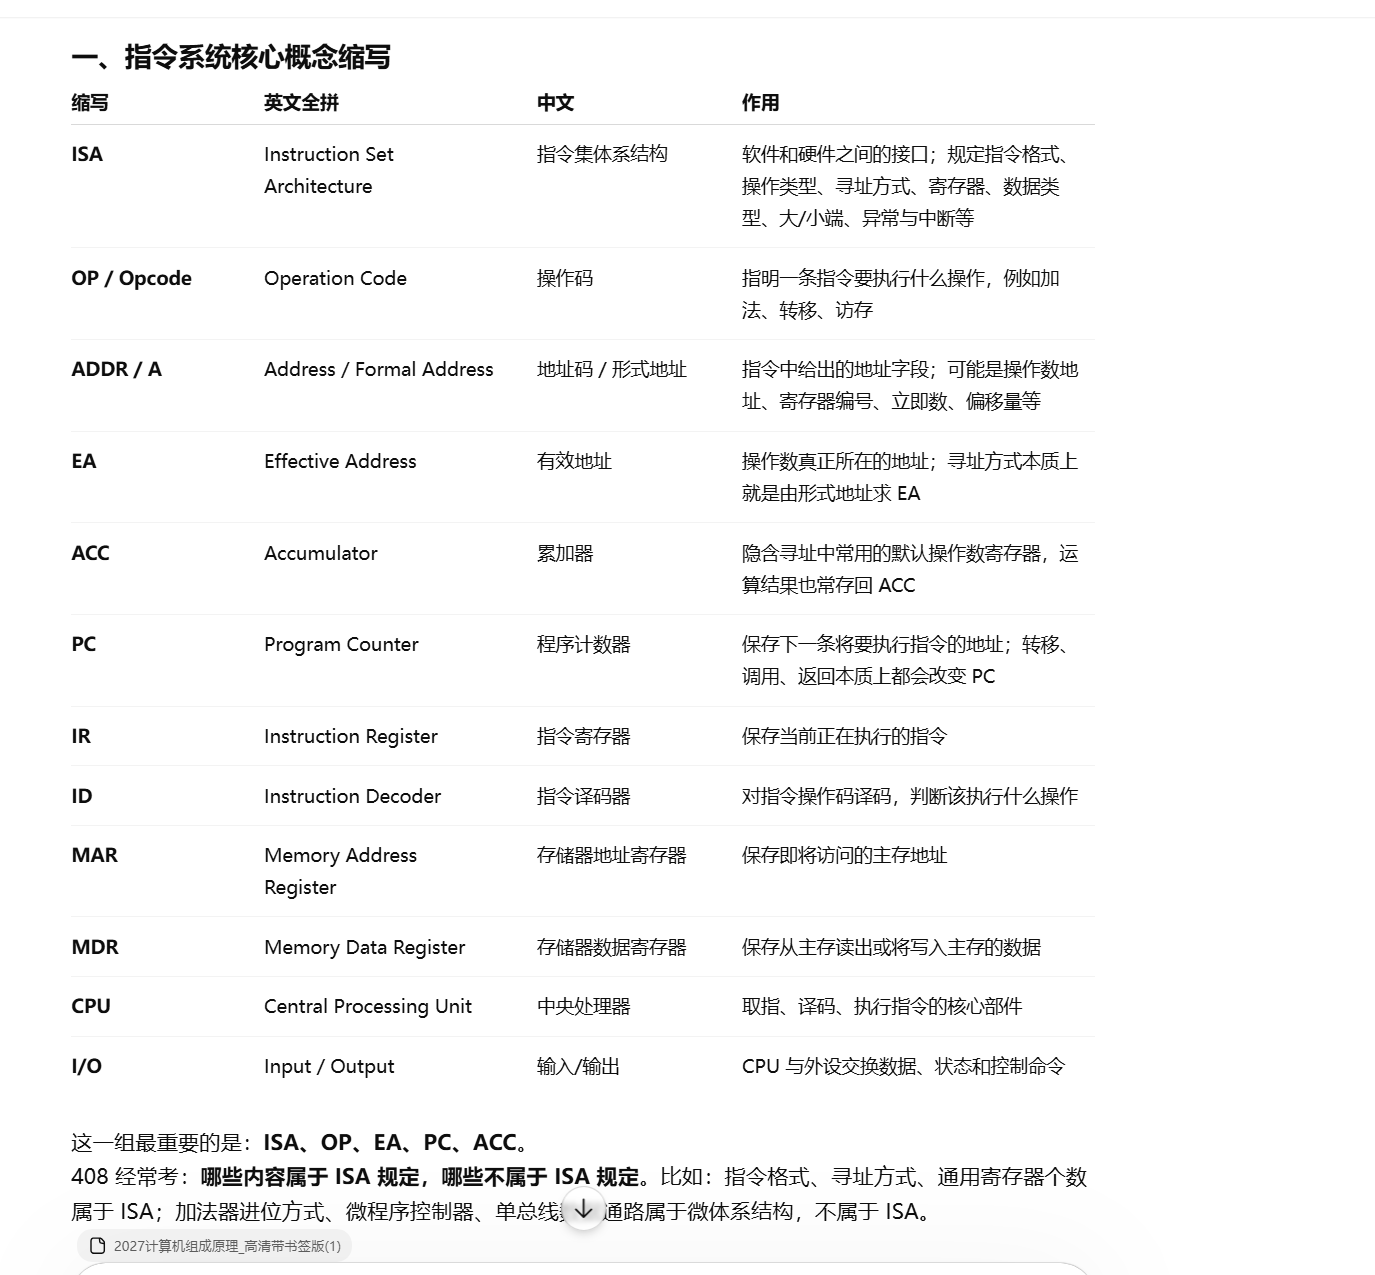 一、指令系统核心概念缩写
缩写 英文全拼 中文 作用
ISA Instruction Set 指令集体系结构 软件和硬件之间的接口；规定指令格式、
Architecture 操作类型、寻址方式、寄存器、数据类
型、大/小端、异常与中断等
OP / Opcode Operation Code 操作码 指明一条指令要执行什么操作，例如加
法、转移、访存
ADDR / A Address / Formal Address 地址码 / 形式地址 指令中给出的地址字段；可能是操作数地
址、寄存器编号、立即数、偏移量等
EA Effective Address 有效地址 操作数真正所在的地址；寻址方式本质上
就是由形式地址求 EA
ACC Accumulator 累加器 隐含寻址中常用的默认操作数寄存器，运
算结果也常存回 ACC
PC Program Counter 程序计数器 保存下一条将要执行指令的地址；转移、
调用、返回本质上都会改变 PC
IR Instruction Register 指令寄存器 保存当前正在执行的指令
ID Instruction Decoder 指令译码器 对指令操作码译码，判断该执行什么操作
MAR Memory Address 存储器地址寄存器 保存即将访问的主存地址
Register
MDR Memory Data Register 存储器数据寄存器 保存从主存读出或将写入主存的数据
CPU Central Processing Unit 中央处理器 取指、译码、执行指令的核心部件
I/O Input / Output 输入/输出 CPU 与外设交换数据、状态和控制命令
这一组最重要的是：ISA、OP、EA、PC、ACC。
408 经常考：哪些内容属于 ISA 规定，哪些不属于 ISA 规定。比如：指令格式、寻址方式、通用寄存器个数
属于 ISA；加法器进位方式、微程序控制器、单总线 通路属于微体系结构，不属于 ISA。
2027计算机组成原理_高清带书签版(1)